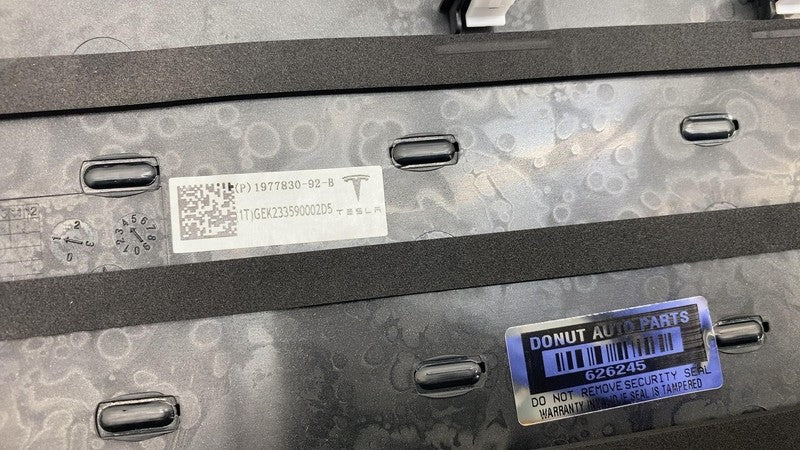 (P)1977830-92-B
1T)GEK233590002D5
TESLA
DONUT AUTO PARTS
626245
DO NOT REMOVE SECURITY SEAL
WARRANTY IF SEAL IS TAMPERED